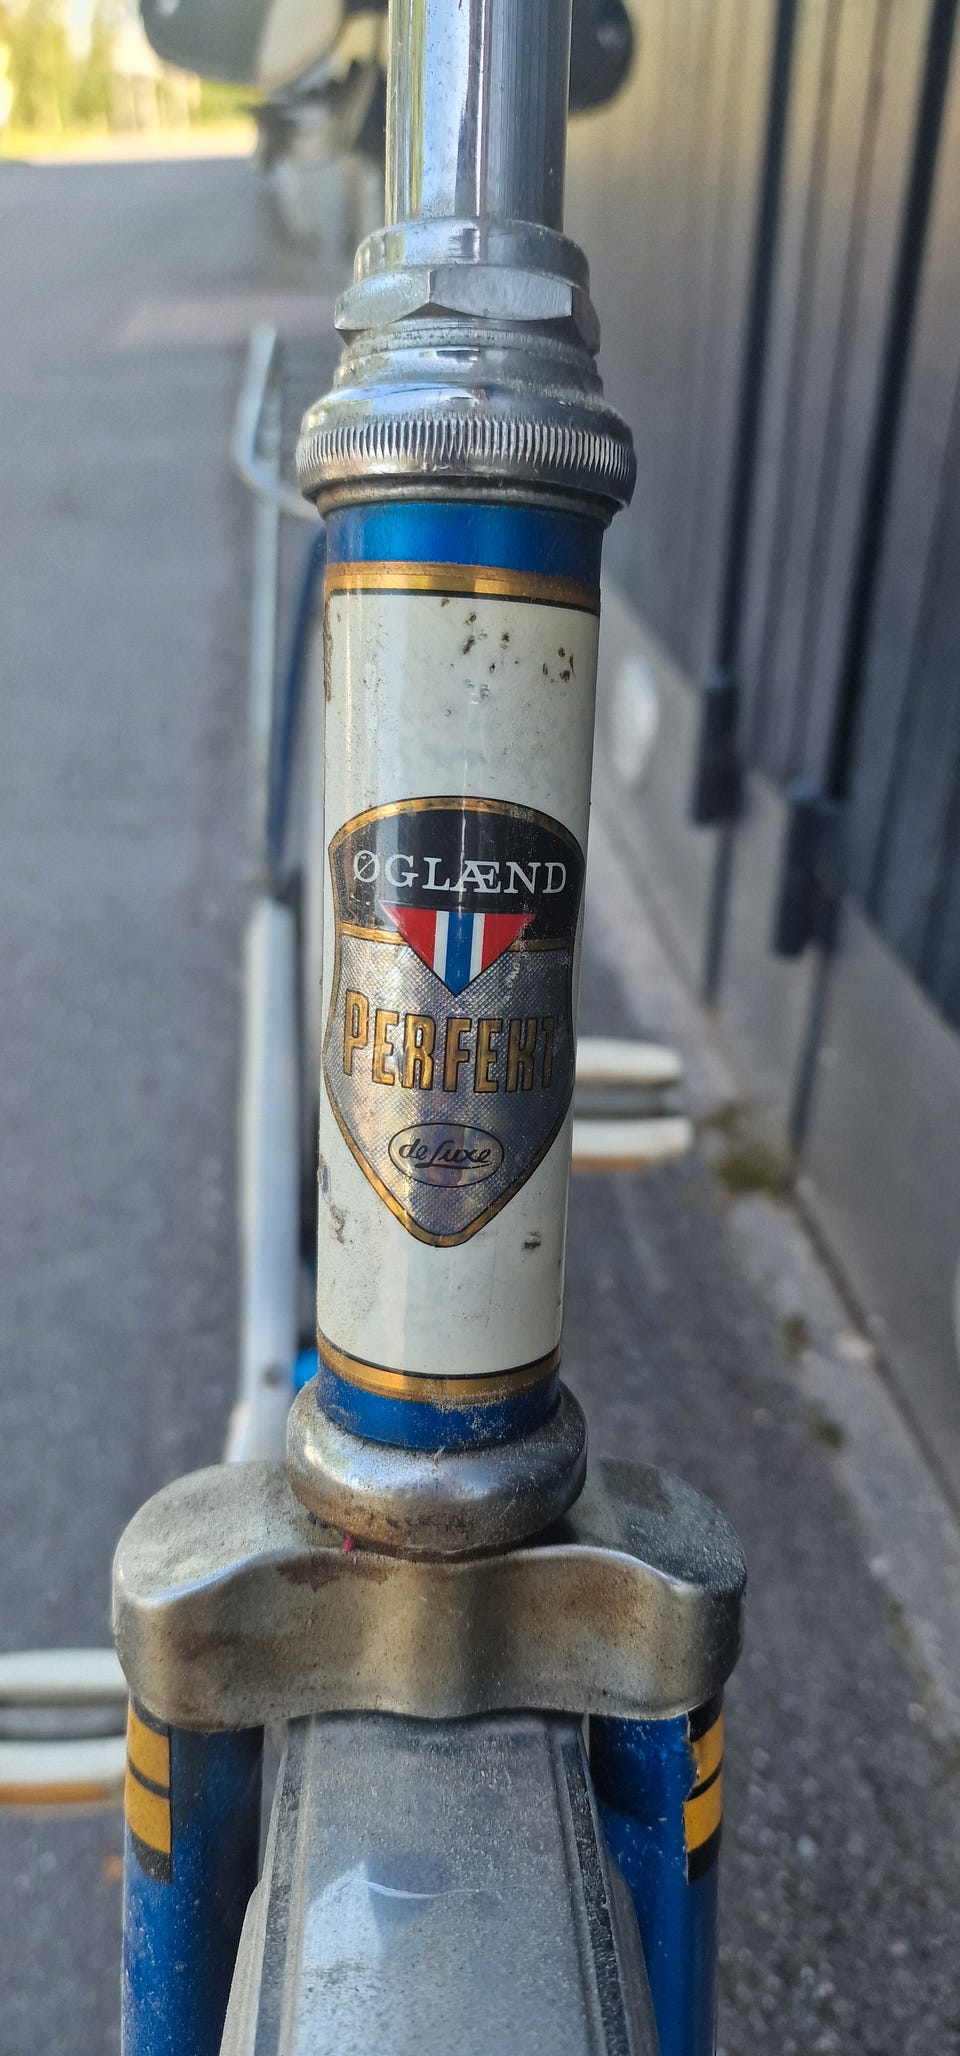 ØGLÆND
PERFEKT
de Luxe